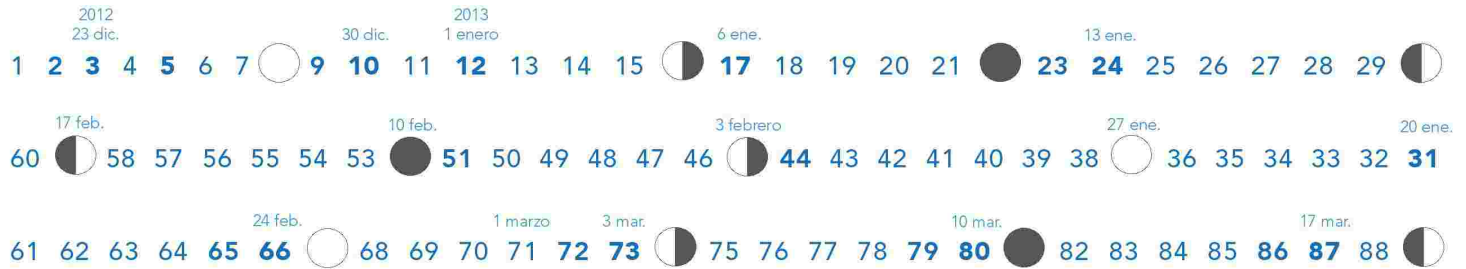 2012 2013
23 dic. 30 dic. 1 enero 6 ene. 13 ene.
1 2 3 4 5 6 7 9 10 11 12 13 14 15 17 18 19 20 21 23 24 25 26 27 28 29
17 feb. 10 feb. 3 febrero 27 ene. 20 ene.
60 58 57 56 55 54 53 51 50 49 48 47 46 44 43 42 41 40 39 38 36 35 34 33 32 31
24 feb. 1 marzo 3 mar. 10 mar. 17 mar.
61 62 63 64 65 66 68 69 70 71 72 73 75 76 77 78 79 80 82 83 84 85 86 87 88